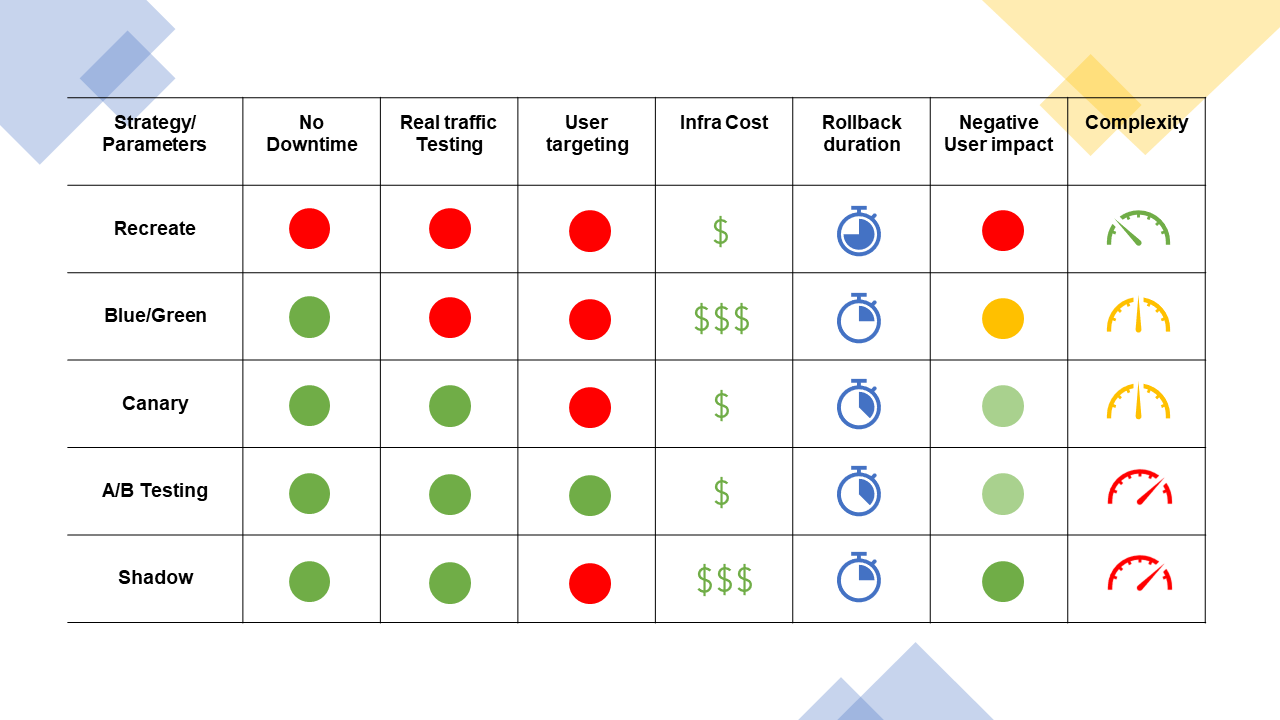 Strategy/
Parameters
No
Downtime
Real traffic
Testing
User
targeting
Infra Cost
Rollback
duration
Negative
User impact
Complexity
Recreate
$
Blue/Green
$$$
Canary
$
A/B Testing
$
Shadow
$$$